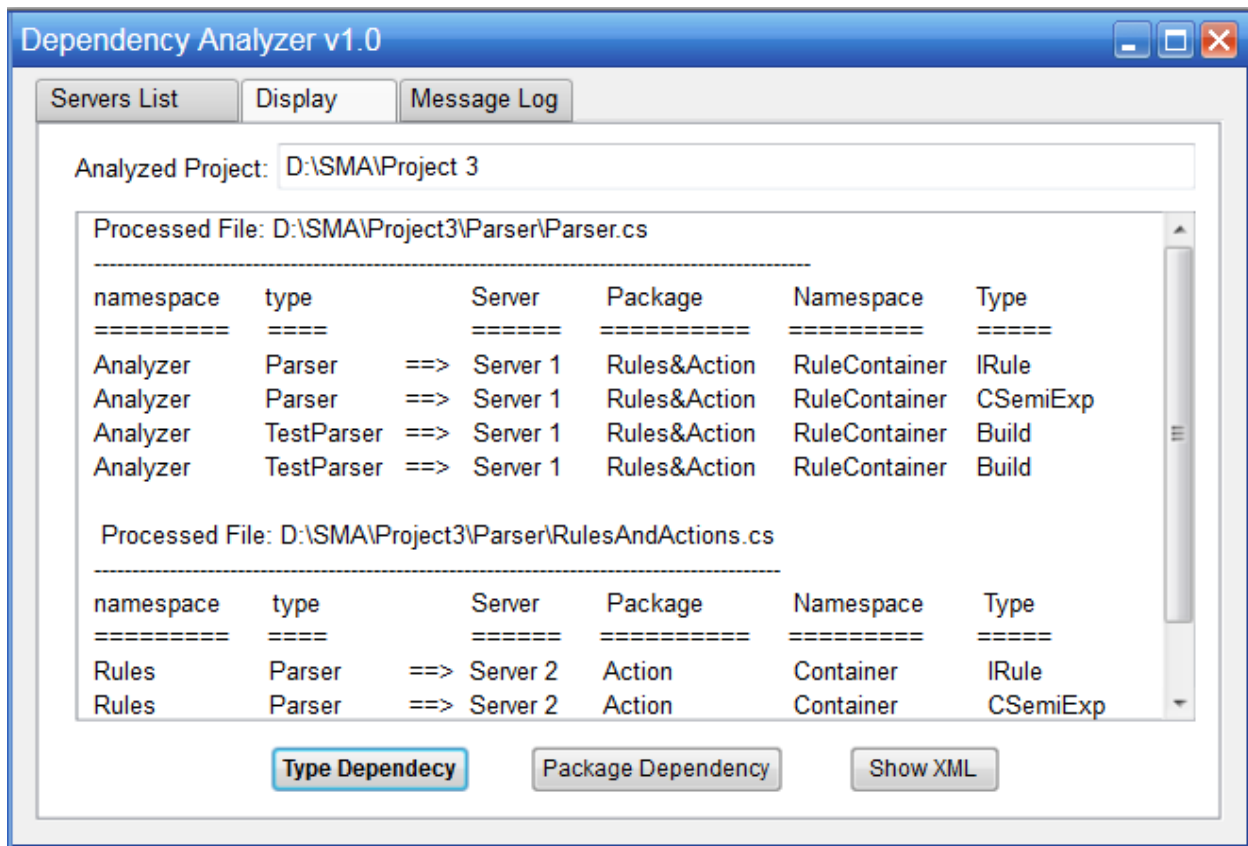 Dependency Analyzer v1.0
Servers List Display Message Log
Analyzed Project: D:\SMA\Project 3
Processed File: D:\SMA\Project3\Parser\Parser.cs
-----------------------------------------------------------------------------------------------
namespace type Server Package Namespace Type
========= ==== ====== ========== ========= =====
Analyzer Parser ==> Server 1 Rules&Action RuleContainer IRule
Analyzer Parser ==> Server 1 Rules&Action RuleContainer CSemiExp
Analyzer TestParser ==> Server 1 Rules&Action RuleContainer Build
Analyzer TestParser ==> Server 1 Rules&Action RuleContainer Build
Processed File: D:\SMA\Project3\Parser\RulesAndActions.cs
-------------------------------------------------------------------------------------------
namespace type Server Package Namespace Type
========= ==== ====== ========== ========= =====
Rules Parser ==> Server 2 Action Container IRule
Rules Parser ==> Server 2 Action Container CSemiExp
Type Dependecy Package Dependency Show XML